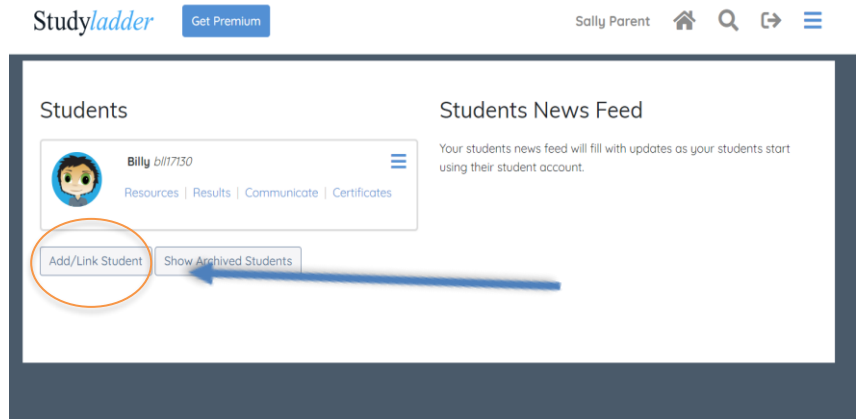 Studyladder
Get Premium
Sally Parent
Students
Billy bll17130
Resources | Results | Communicate | Certificates
Add/Link Student
Show Archived Students
Students News Feed
Your students news feed will fill with updates as your students start
using their student account.